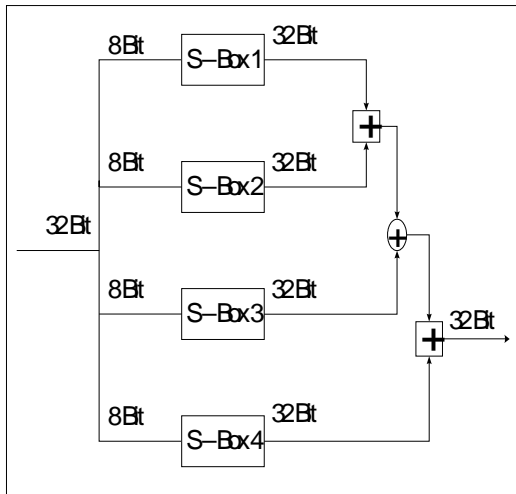 8Bit S-Box1 32Bit
+
8Bit S-Box2 32Bit
32Bit
+
8Bit S-Box3 32Bit
+ 32Bit
8Bit S-Box4 32Bit